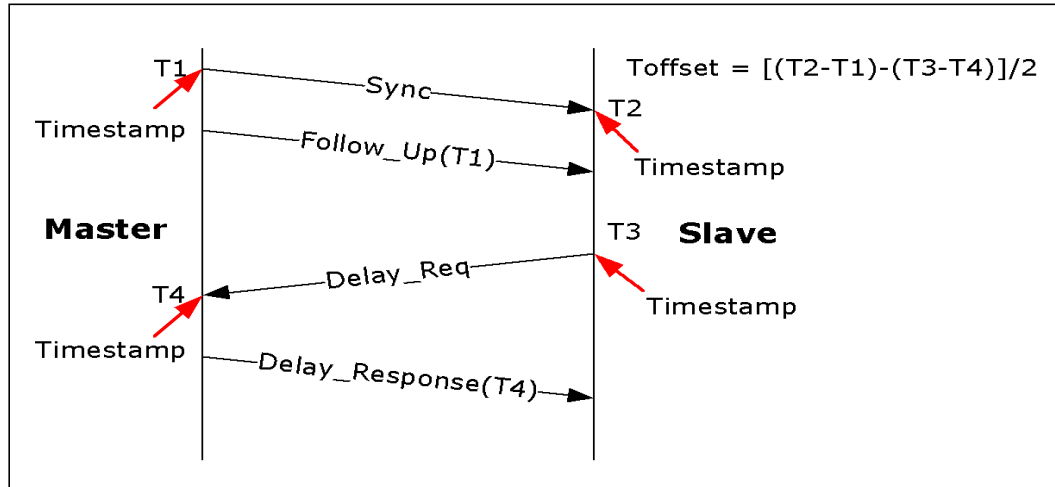 T1
Toffset = [(T2-T1)-(T3-T4)]/2
Sync
T2
Timestamp
Follow_Up(T1)
Timestamp
Master
T3
Slave
Delay_Req
T4
Timestamp
Timestamp
Delay_Response(T4)